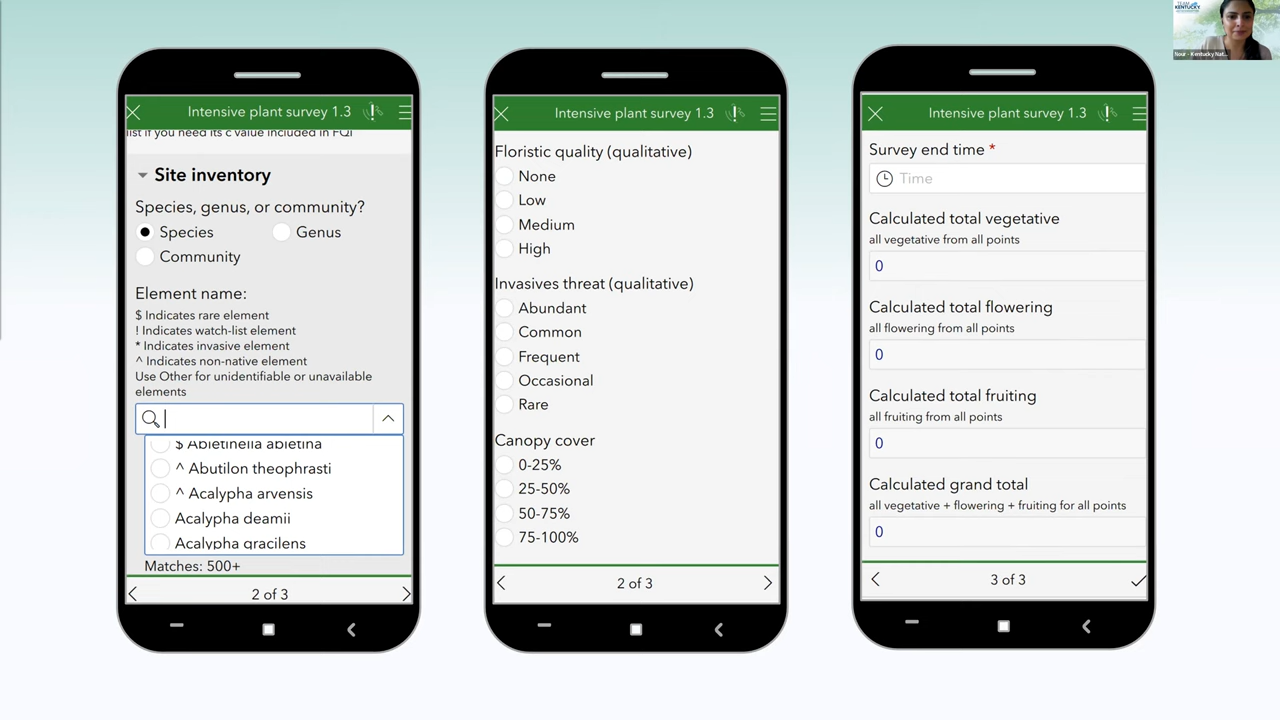 Intensive plant survey 1.3
list if you need its c value included in FQI
Site inventory
Species, genus, or community?
Species
Genus
Community
Element name:
$ Indicates rare element
! Indicates watch-list element
* Indicates invasive element
^ Indicates non-native element
Use Other for unidentifiable or unavailable
elements
$ Abietinella abietina
^ Abutilon theophrasti
^ Acalypha arvensis
Acalypha deamii
Acalypha gracilens
Matches: 500+
2 of 3
Intensive plant survey 1.3
Floristic quality (qualitative)
None
Low
Medium
High
Invasives threat (qualitative)
Abundant
Common
Frequent
Occasional
Rare
Canopy cover
0-25%
25-50%
50-75%
75-100%
2 of 3
Intensive plant survey 1.3
Survey end time *
Time
Calculated total vegetative
all vegetative from all points
0
Calculated total flowering
all flowering from all points
0
Calculated total fruiting
all fruiting from all points
0
Calculated grand total
all vegetative + flowering + fruiting for all points
0
3 of 3
TEAM
KENTUCKY
Nour - Kentucky Nat...